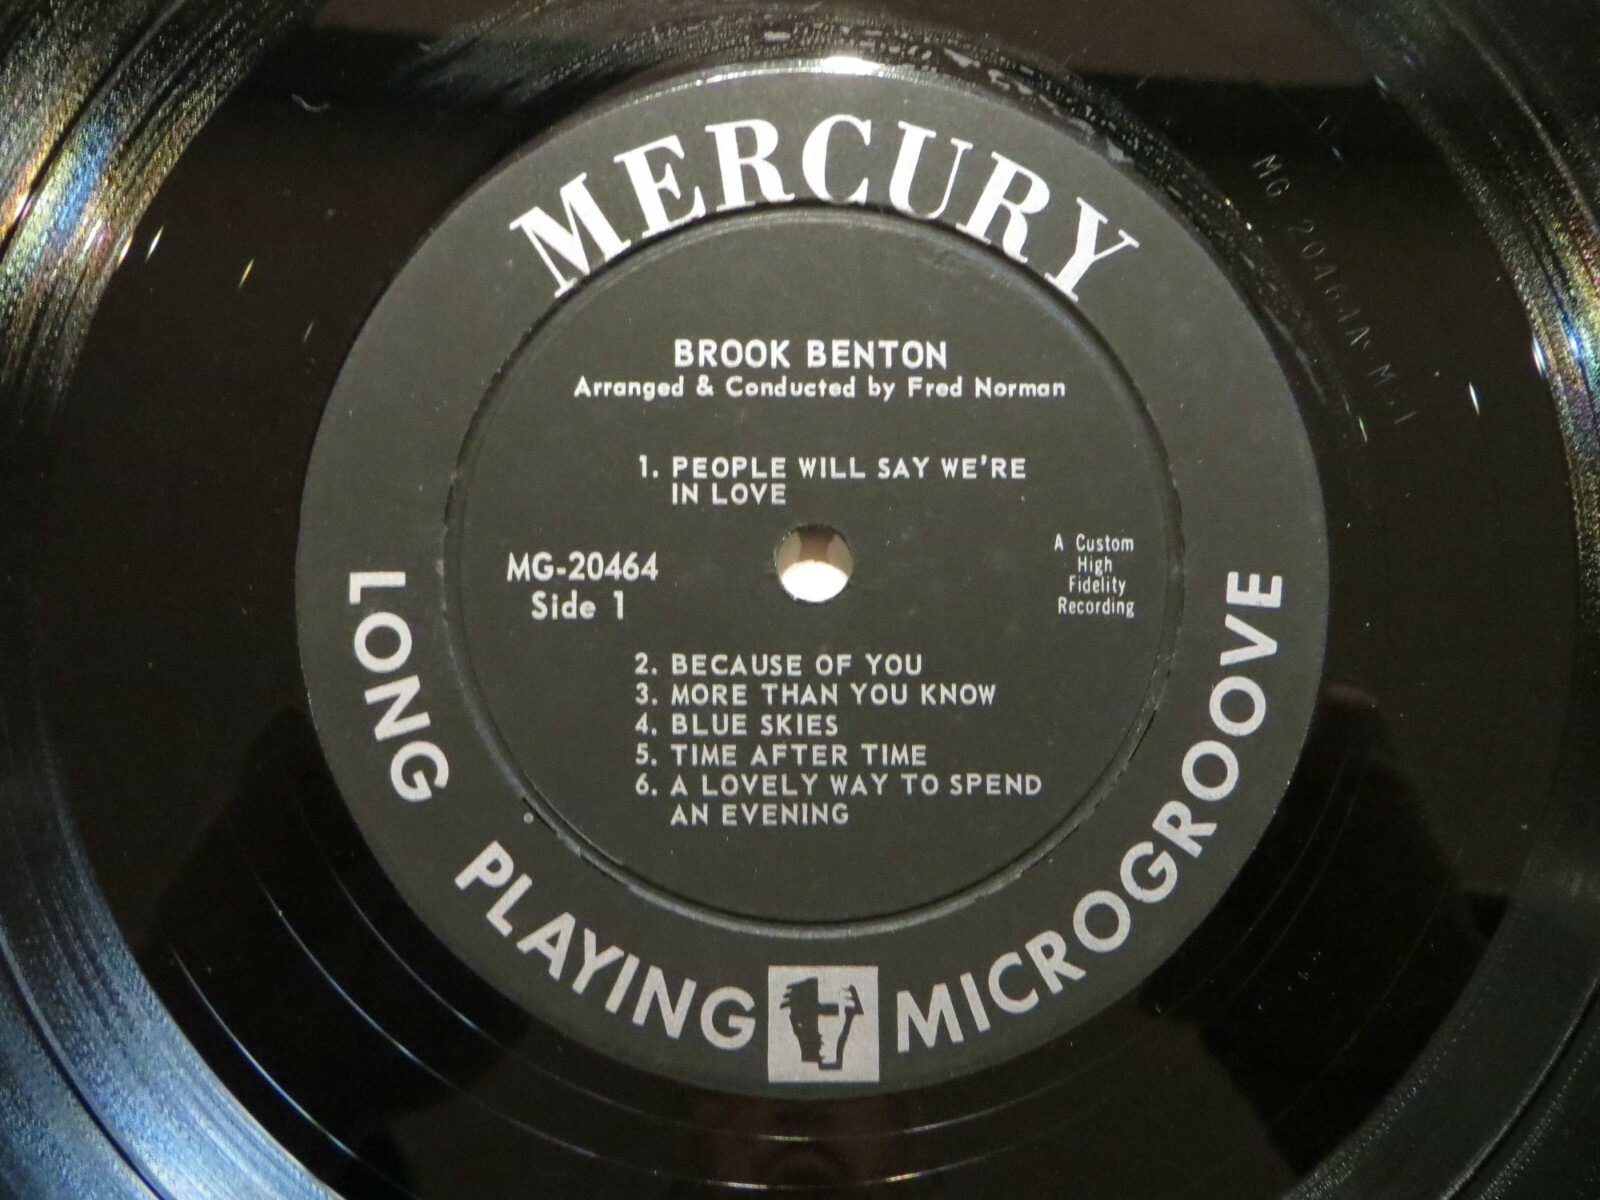 MERCURY
BROOK BENTON
Arranged & Conducted by Fred Norman
1. PEOPLE WILL SAY WE'RE
IN LOVE
MG-20464
Side 1
A Custom
High
Fidelity
Recording
2. BECAUSE OF YOU
3. MORE THAN YOU KNOW
4. BLUE SKIES
5. TIME AFTER TIME
6. A LOVELY WAY TO SPEND
AN EVENING
LONG PLAYING MICROGROOVE
MG 20464A